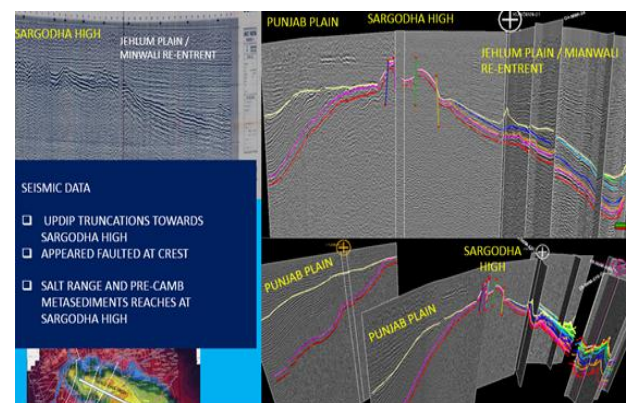 SARGODHA HIGH
JEHLUM PLAIN /
MINWALI RE-ENTRENT
SEISMIC DATA
❑ UPDIP TRUNCATIONS TOWARDS
SARGODHA HIGH
❑ APPEARED FAULTED AT CREST
❑ SALT RANGE AND PRE-CAMB
METASEDIMENTS REACHES AT
SARGODHA HIGH
PUNJAB PLAIN
SARGODHA HIGH
JEHLUM PLAIN / MIANWALI
RE-ENTRENT
PUNJAB PLAIN
PUNJAB PLAIN
SARGODHA
HIGH